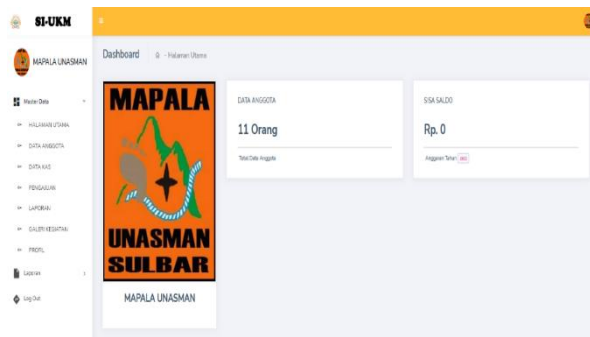 SI-UKM
MAPALA UNASMAN
Master Data
HALAMAN UTAMA
DATA ANGGOTA
DATA KAS
PENGAJUAN
LAPORAN
GALERI KEGIATAN
PROFIL
Laporan
Log Out
Dashboard
- Halaman Utama
MAPALA
UNASMAN
SULBAR
MAPALA UNASMAN
DATA ANGGOTA
11 Orang
Total Data Anggota
SISA SALDO
Rp. 0
Anggaran Tahun